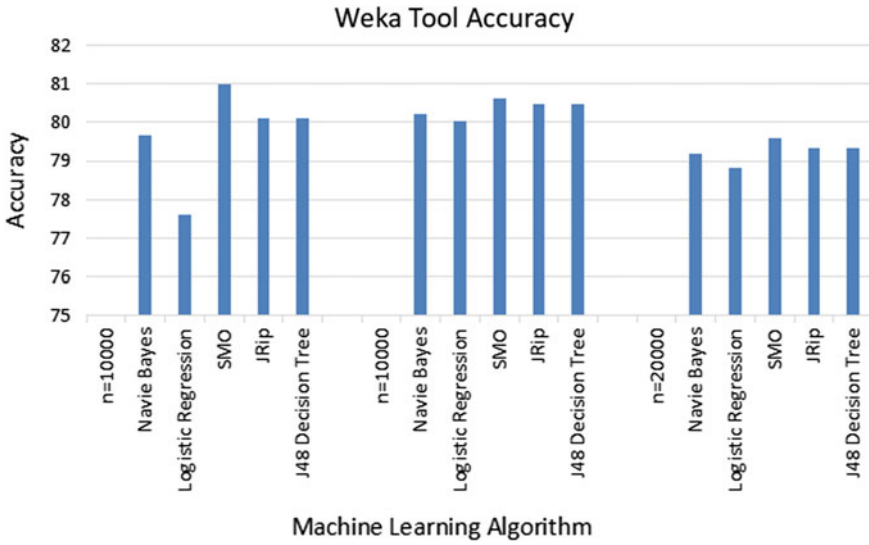 Weka Tool Accuracy
82
81
80
79
78
77
76
75
Accuracy
n=10000
Navie Bayes
Logistic Regression
SMO
JRip
J48 Decision Tree
n=10000
Navie Bayes
Logistic Regression
SMO
JRip
J48 Decision Tree
n=20000
Navie Bayes
Logistic Regression
SMO
JRip
J48 Decision Tree
Machine Learning Algorithm